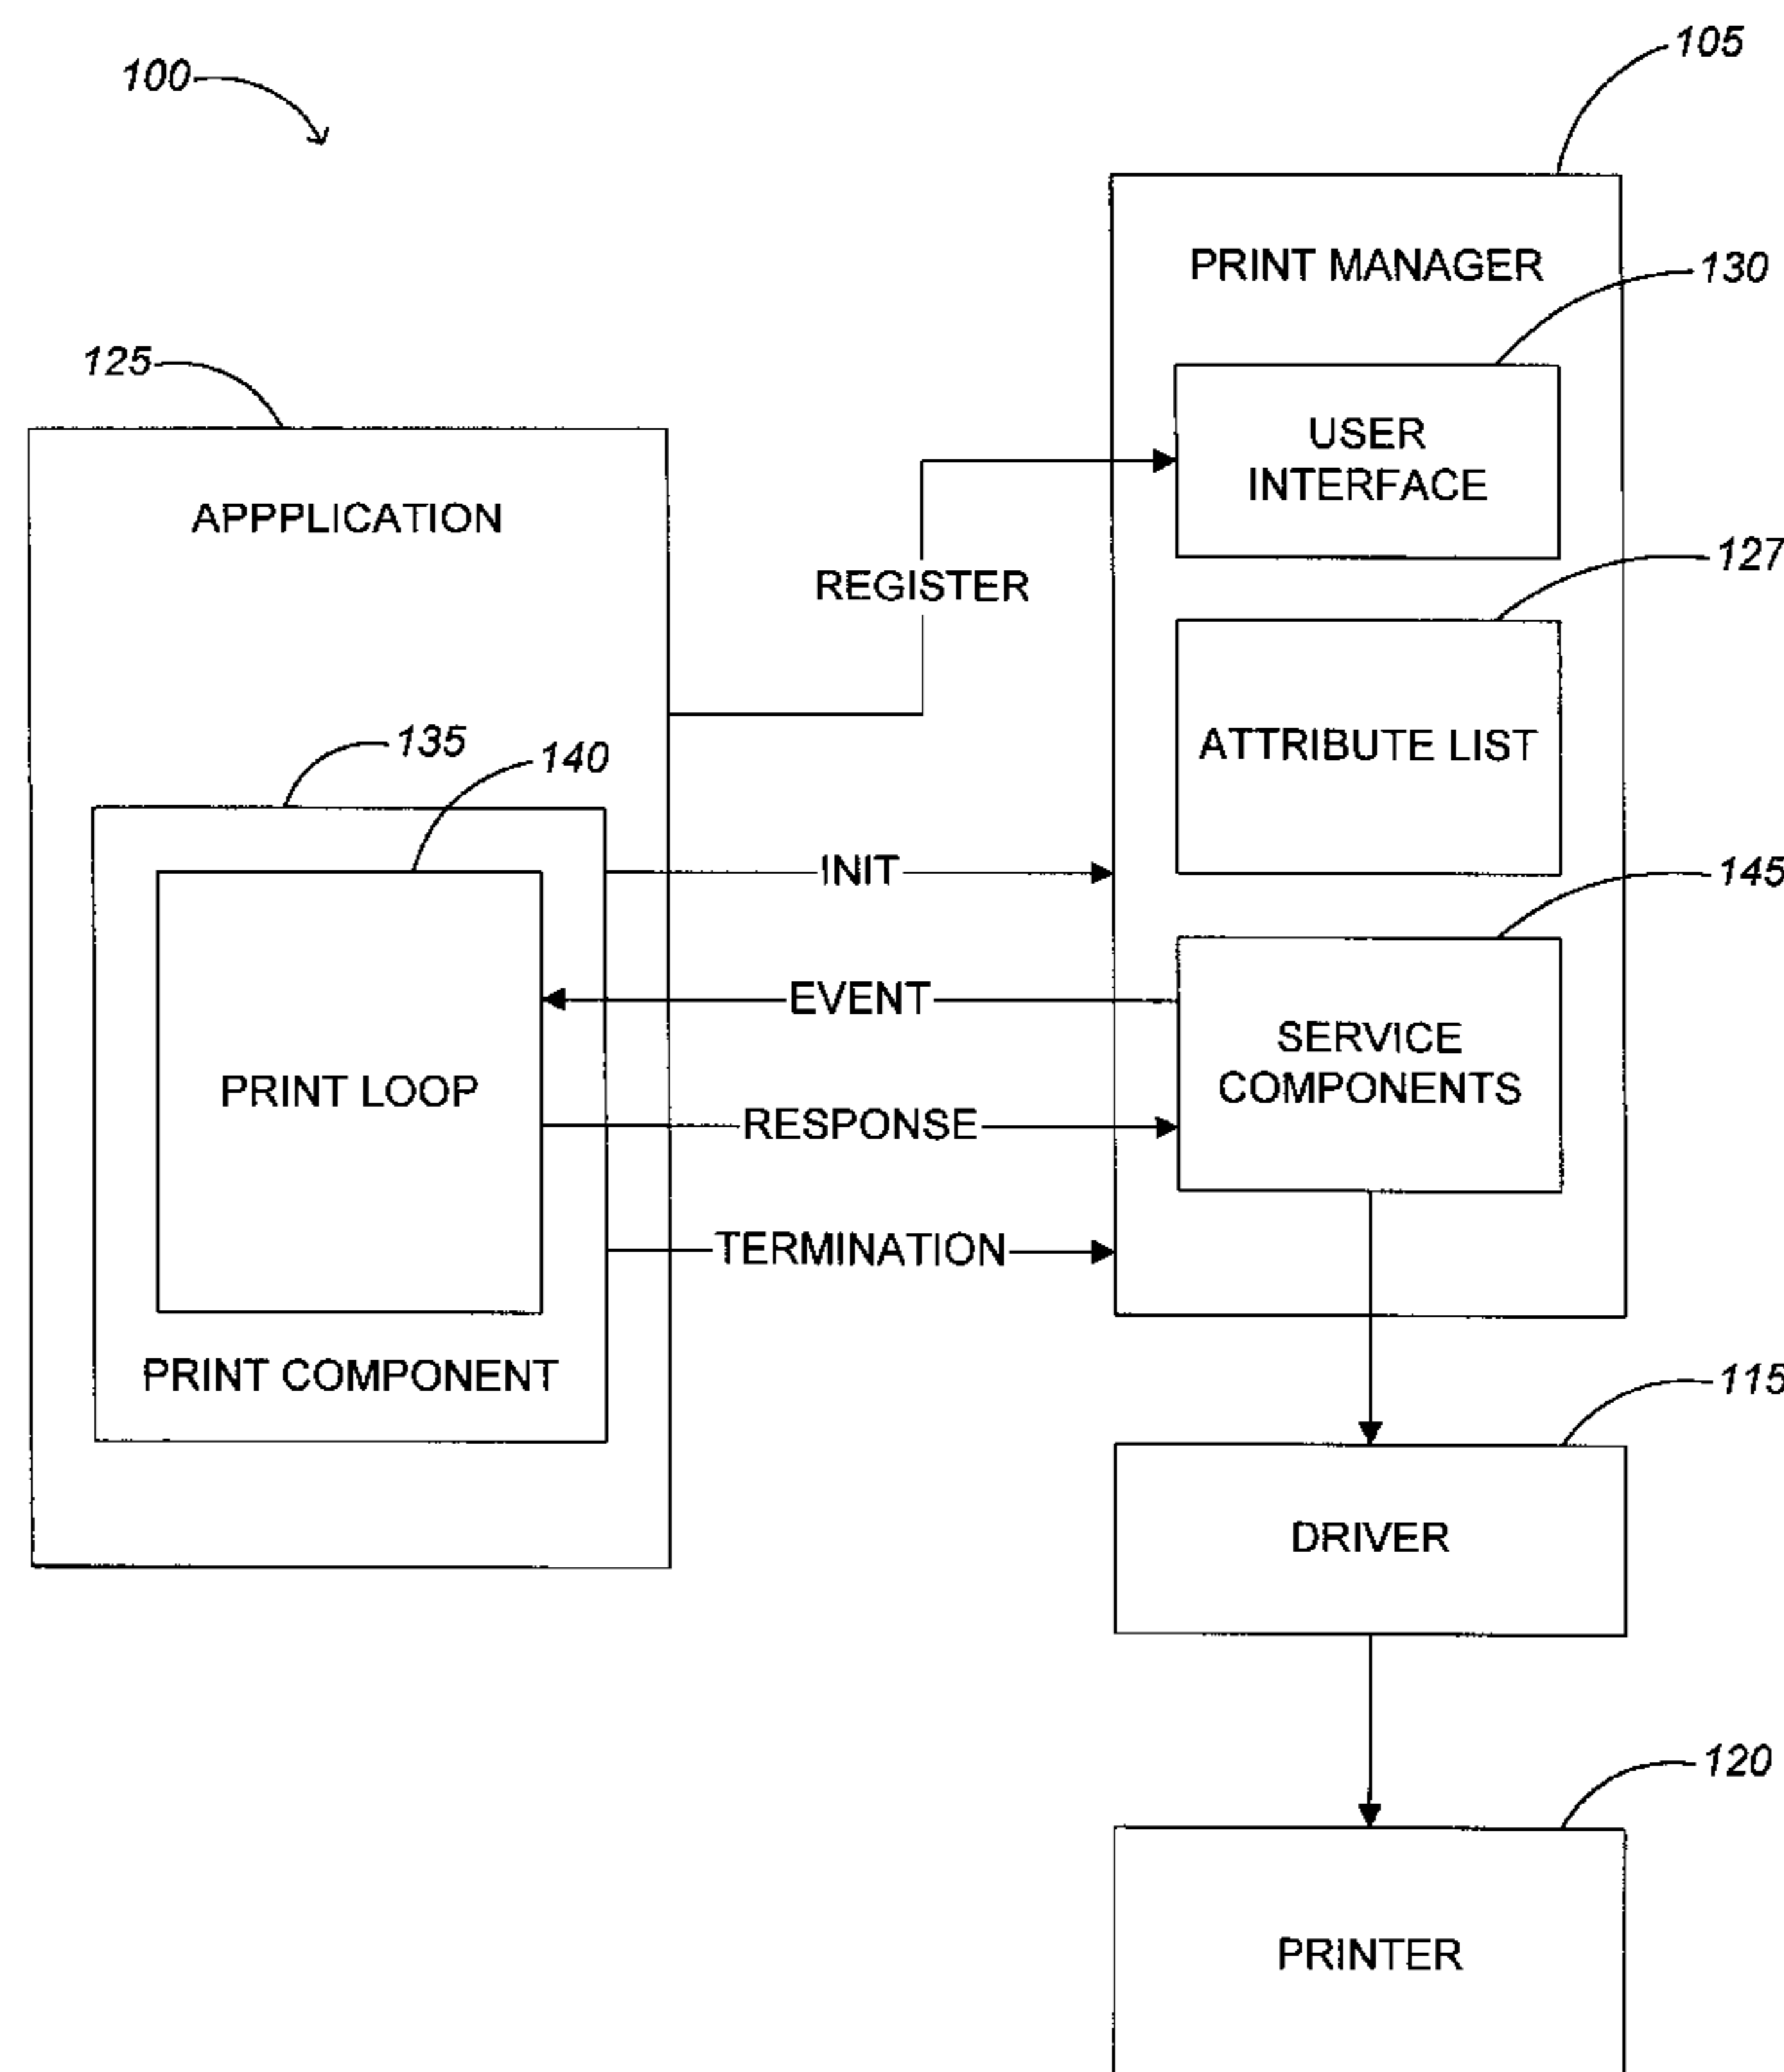 105
100
PRINT MANAGER
130
125
USER
INTERFACE
APPPLICATION
127
REGISTER
135
140
ATTRIBUTE LIST
INIT
145
EVENT
SERVICE
COMPONENTS
PRINT LOOP
RESPONSE
TERMINATION
PRINT COMPONENT
115
DRIVER
120
PRINTER